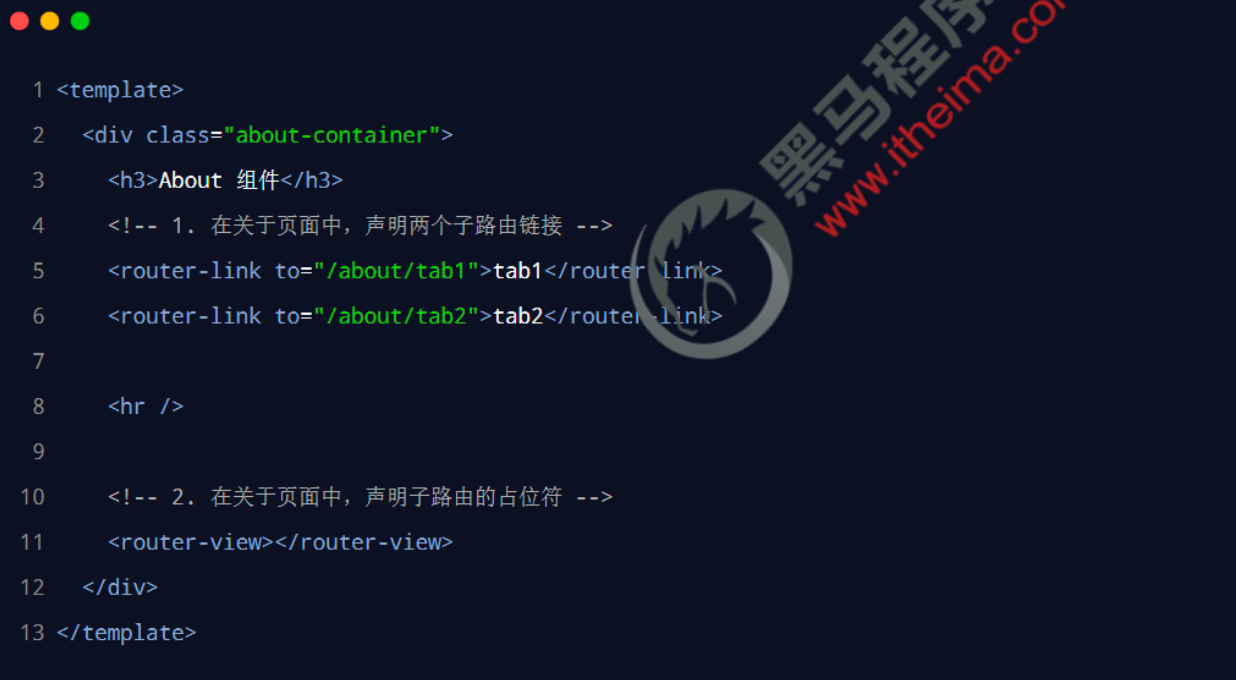 1 <template>
2 <div class="about-container">
3 <h3>About 组件</h3>
4 <!-- 1. 在关于页面中，声明两个子路由链接 -->
5 <router-link to="/about/tab1">tab1</router-link>
6 <router-link to="/about/tab2">tab2</router-link>
7
8 <hr />
9
10 <!-- 2. 在关于页面中，声明子路由的占位符 -->
11 <router-view></router-view>
12 </div>
13 </template>
黑马程序
www.itheima.com